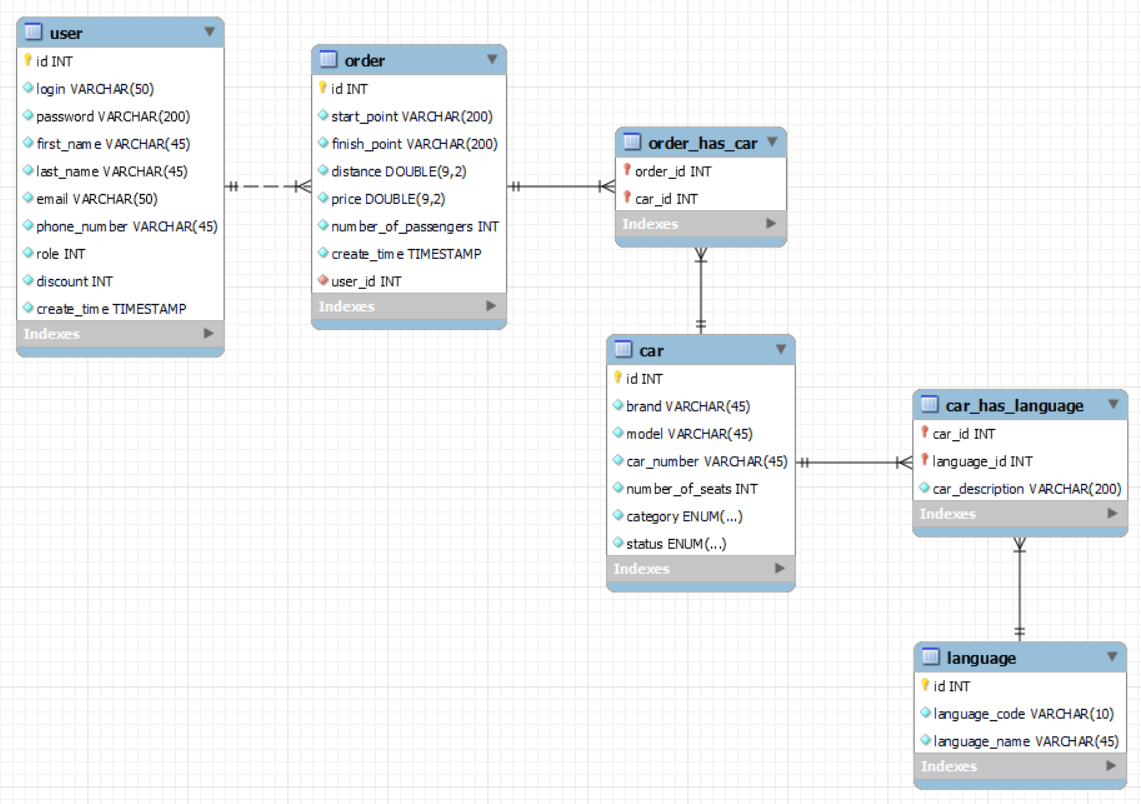 user
id INT
login VARCHAR(50)
password VARCHAR(200)
first_name VARCHAR(45)
last_name VARCHAR(45)
email VARCHAR(50)
phone_number VARCHAR(45)
role INT
discount INT
create_time TIMESTAMP
Indexes
order
id INT
start_point VARCHAR(200)
finish_point VARCHAR(200)
distance DOUBLE(9,2)
price DOUBLE(9,2)
number_of_passengers INT
create_time TIMESTAMP
user_id INT
Indexes
order_has_car
order_id INT
car_id INT
Indexes
car
id INT
brand VARCHAR(45)
model VARCHAR(45)
car_number VARCHAR(45)
number_of_seats INT
category ENUM(...)
status ENUM(...)
Indexes
car_has_language
car_id INT
language_id INT
car_description VARCHAR(200)
Indexes
language
id INT
language_code VARCHAR(10)
language_name VARCHAR(45)
Indexes